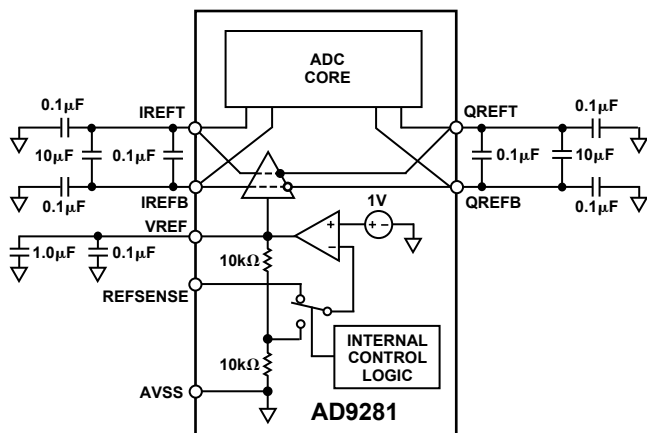 ADC
CORE
0.1µF
IREFT
QREFT
0.1µF
10µF
0.1µF
0.1µF
10µF
IREFB
QREFB
0.1µF
0.1µF
1V
VREF
+
+ −
−
1.0µF
0.1µF
10kΩ
REFSENSE
INTERNAL
CONTROL
LOGIC
10kΩ
AVSS
AD9281